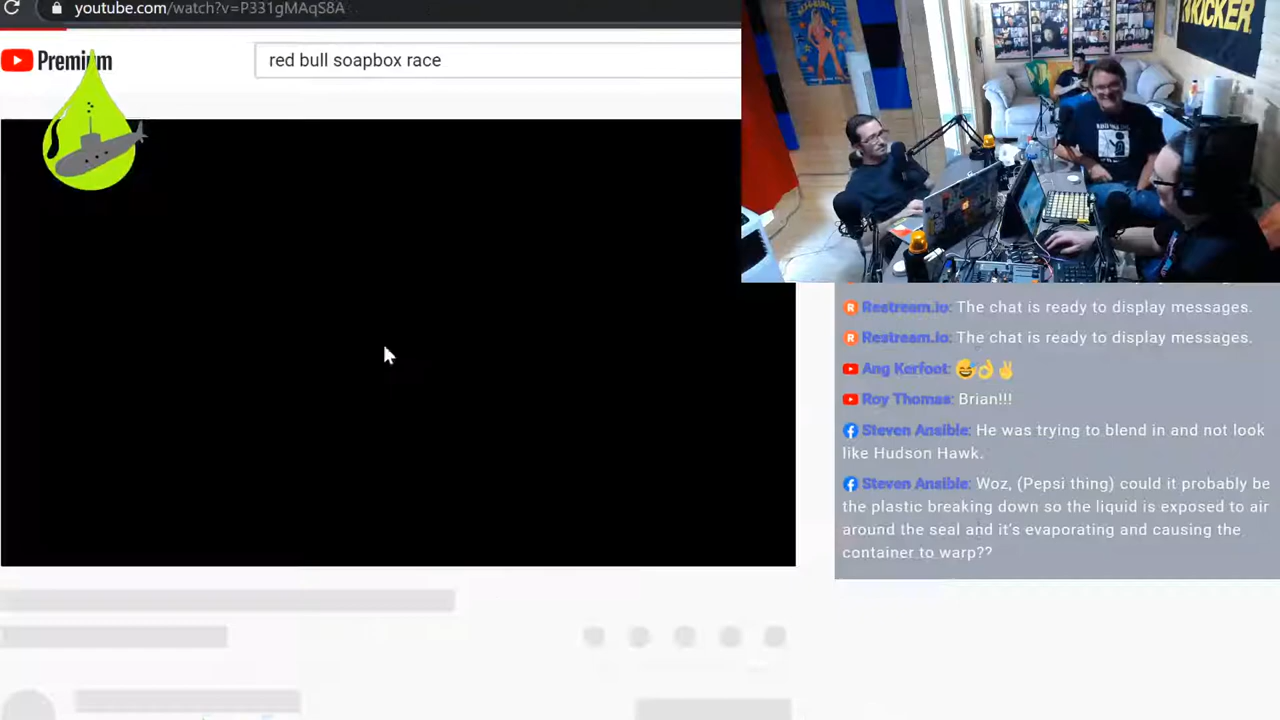 youtube.com/watch?v=P331gMAqS8A
KICKER
Premium
red bull soapbox race
Restream.io: The chat is ready to display messages.
Restream.io: The chat is ready to display messages.
Ang Kerfoot: 😅👌✌
Roy Thomas: Brian!!!
Steven Ansible: He was trying to blend in and not look
like Hudson Hawk.
Steven Ansible: Woz, (Pepsi thing) could it probably be
the plastic breaking down so the liquid is exposed to air
around the seal and it's evaporating and causing the
container to warp??